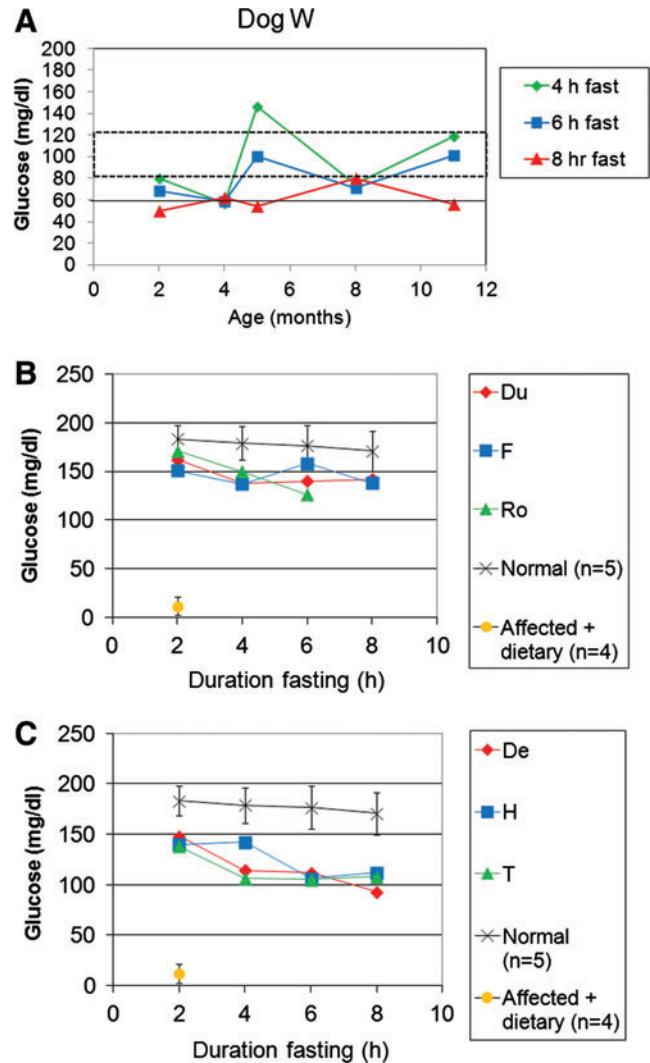 A
Dog W
Glucose (mg/dl)
200
180
160
140
120
100
80
60
40
20
0
0 2 4 6 8 10 12
Age (months)
4 h fast
6 h fast
8 hr fast
B
Glucose (mg/dl)
250
200
150
100
50
0
0 2 4 6 8 10
Duration fasting (h)
Du
F
Ro
Normal (n=5)
Affected +
dietary (n=4)
C
Glucose (mg/dl)
250
200
150
100
50
0
0 2 4 6 8 10
Duration fasting (h)
De
H
T
Normal
(n=5)
Affected +
dietary (n=4)